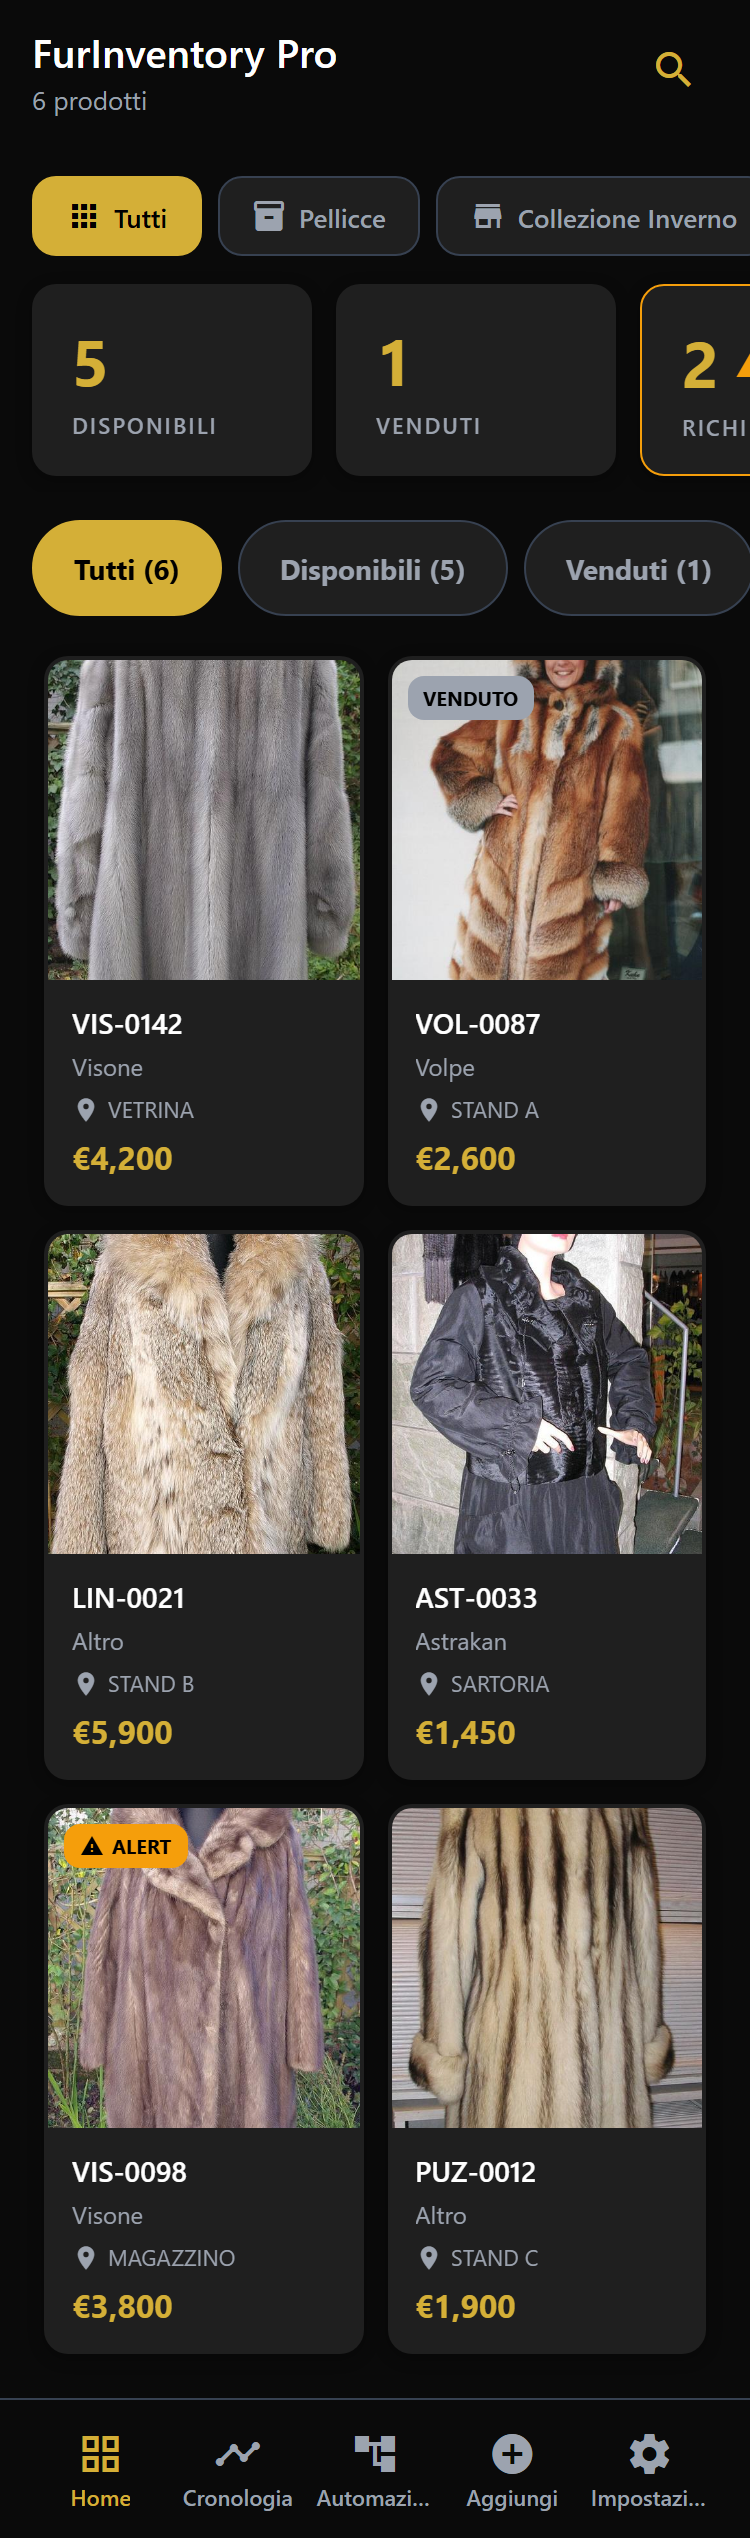 FurInventory Pro
6 prodotti
Tutti
Pellicce
Collezione Inverno
5
DISPONIBILI
1
VENDUTI
2
RICHI
Tutti (6)
Disponibili (5)
Venduti (1)
VENDUTO
VIS-0142
Visone
VETRINA
€4,200
VOL-0087
Volpe
STAND A
€2,600
LIN-0021
Altro
STAND B
€5,900
AST-0033
Astrakan
SARTORIA
€1,450
ALERT
VIS-0098
Visone
MAGAZZINO
€3,800
PUZ-0012
Altro
STAND C
€1,900
Home
Cronologia
Automazi...
Aggiungi
Impostazi...